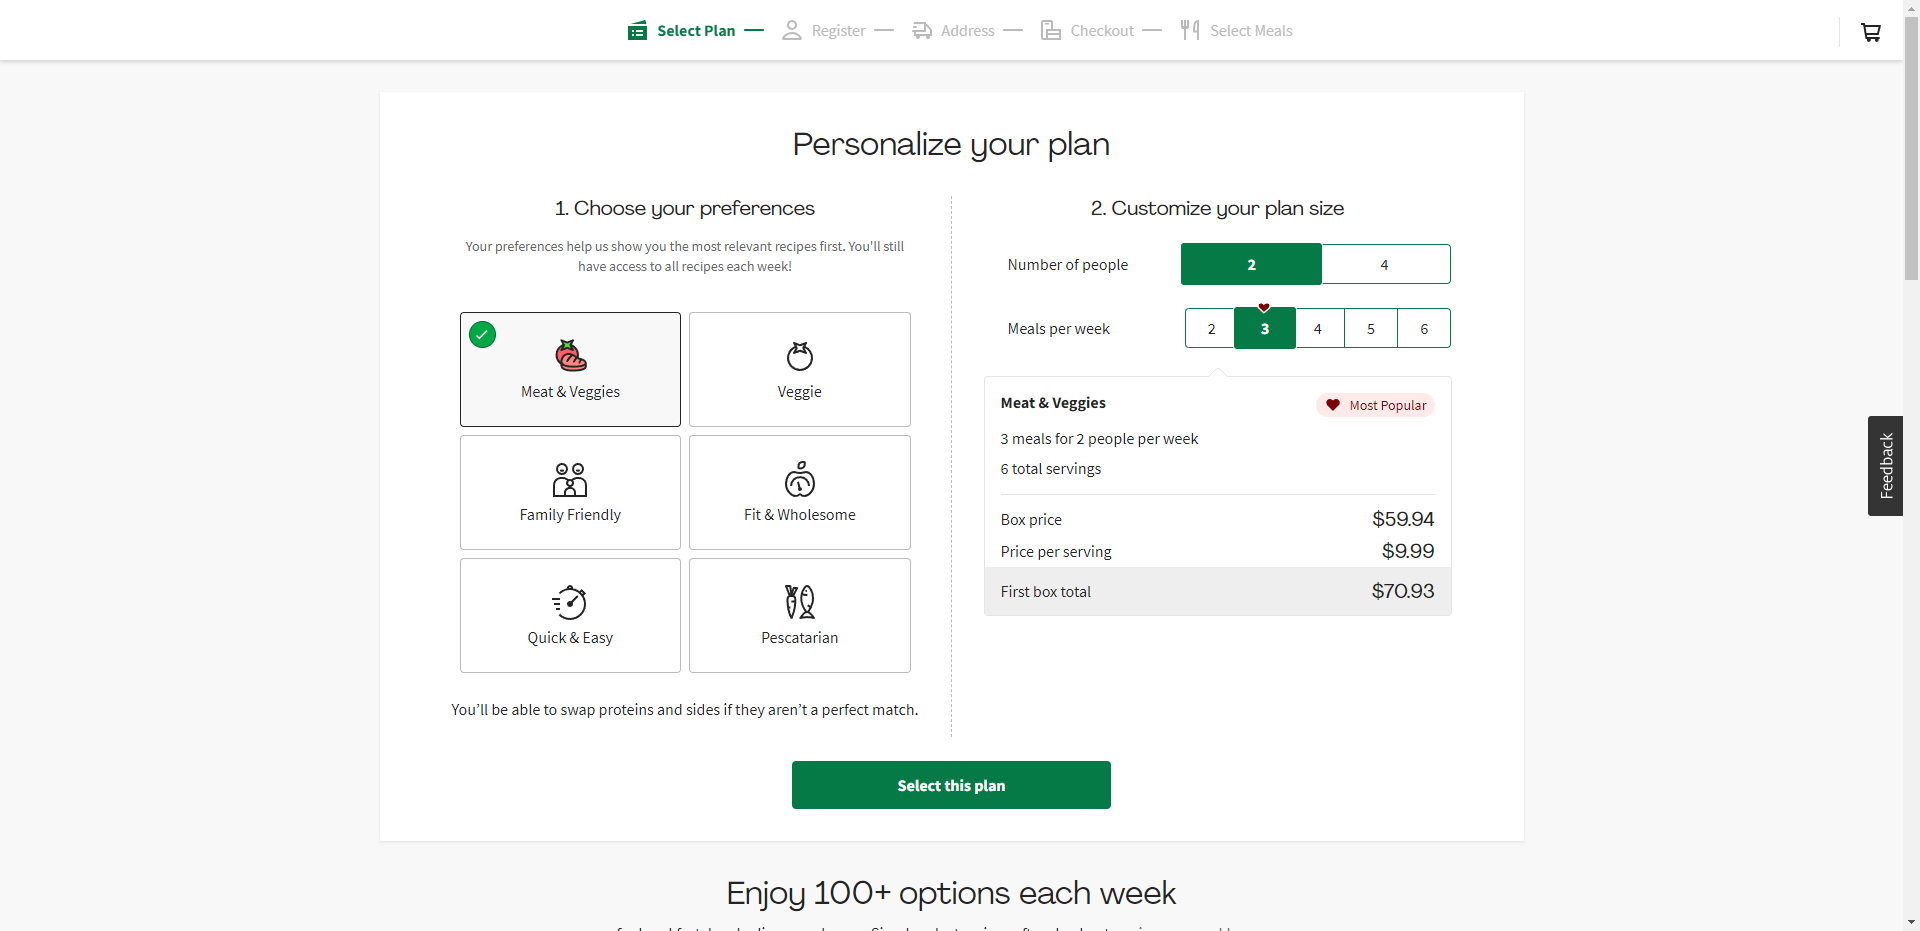 Select Plan
Register
Address
Checkout
Select Meals
Personalize your plan
1. Choose your preferences
Your preferences help us show you the most relevant recipes first. You'll still
have access to all recipes each week!
Meat & Veggies
Veggie
Family Friendly
Fit & Wholesome
Quick & Easy
Pescatarian
You’ll be able to swap proteins and sides if they aren’t a perfect match.
2. Customize your plan size
Number of people
2
4
Meals per week
2
3
4
5
6
Meat & Veggies
Most Popular
3 meals for 2 people per week
6 total servings
Box price
$59.94
Price per serving
$9.99
First box total
$70.93
Select this plan
Feedback
Enjoy 100+ options each week